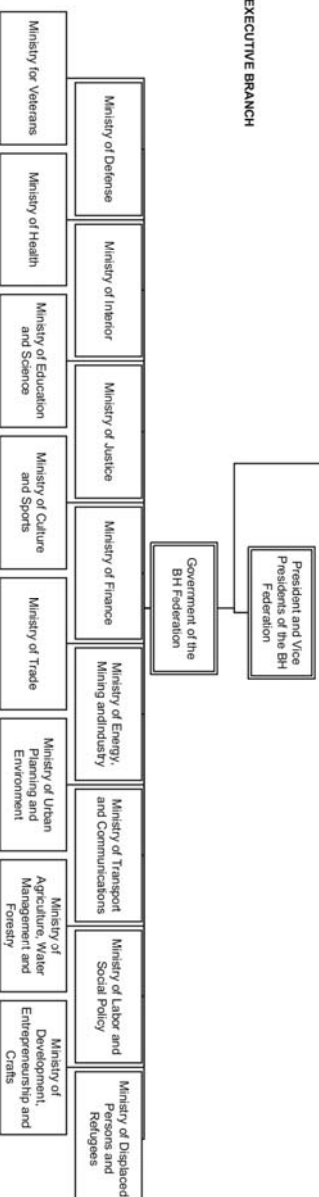 EXECUTIVE BRANCH
President and Vice
Presidents of the BH
Federation
Government of the
BH Federation
Ministry of Defense
Ministry of Interior
Ministry of Justice
Ministry of Finance
Ministry of Energy,
Mining andIndustry
Ministry of Transport
and Communications
Ministry of Labor and
Social Policy
Ministry of Displaced
Persons and
Refugees
Ministry for Veterans
Ministry of Health
Ministry of Education
and Science
Ministry of Culture
and Sports
Ministry of Trade
Ministry of Urban
Planning and
Environment
Ministry of
Agriculture, Water
Management and
Forestry
Ministry of
Development,
Entrepreneurship and
Crafts